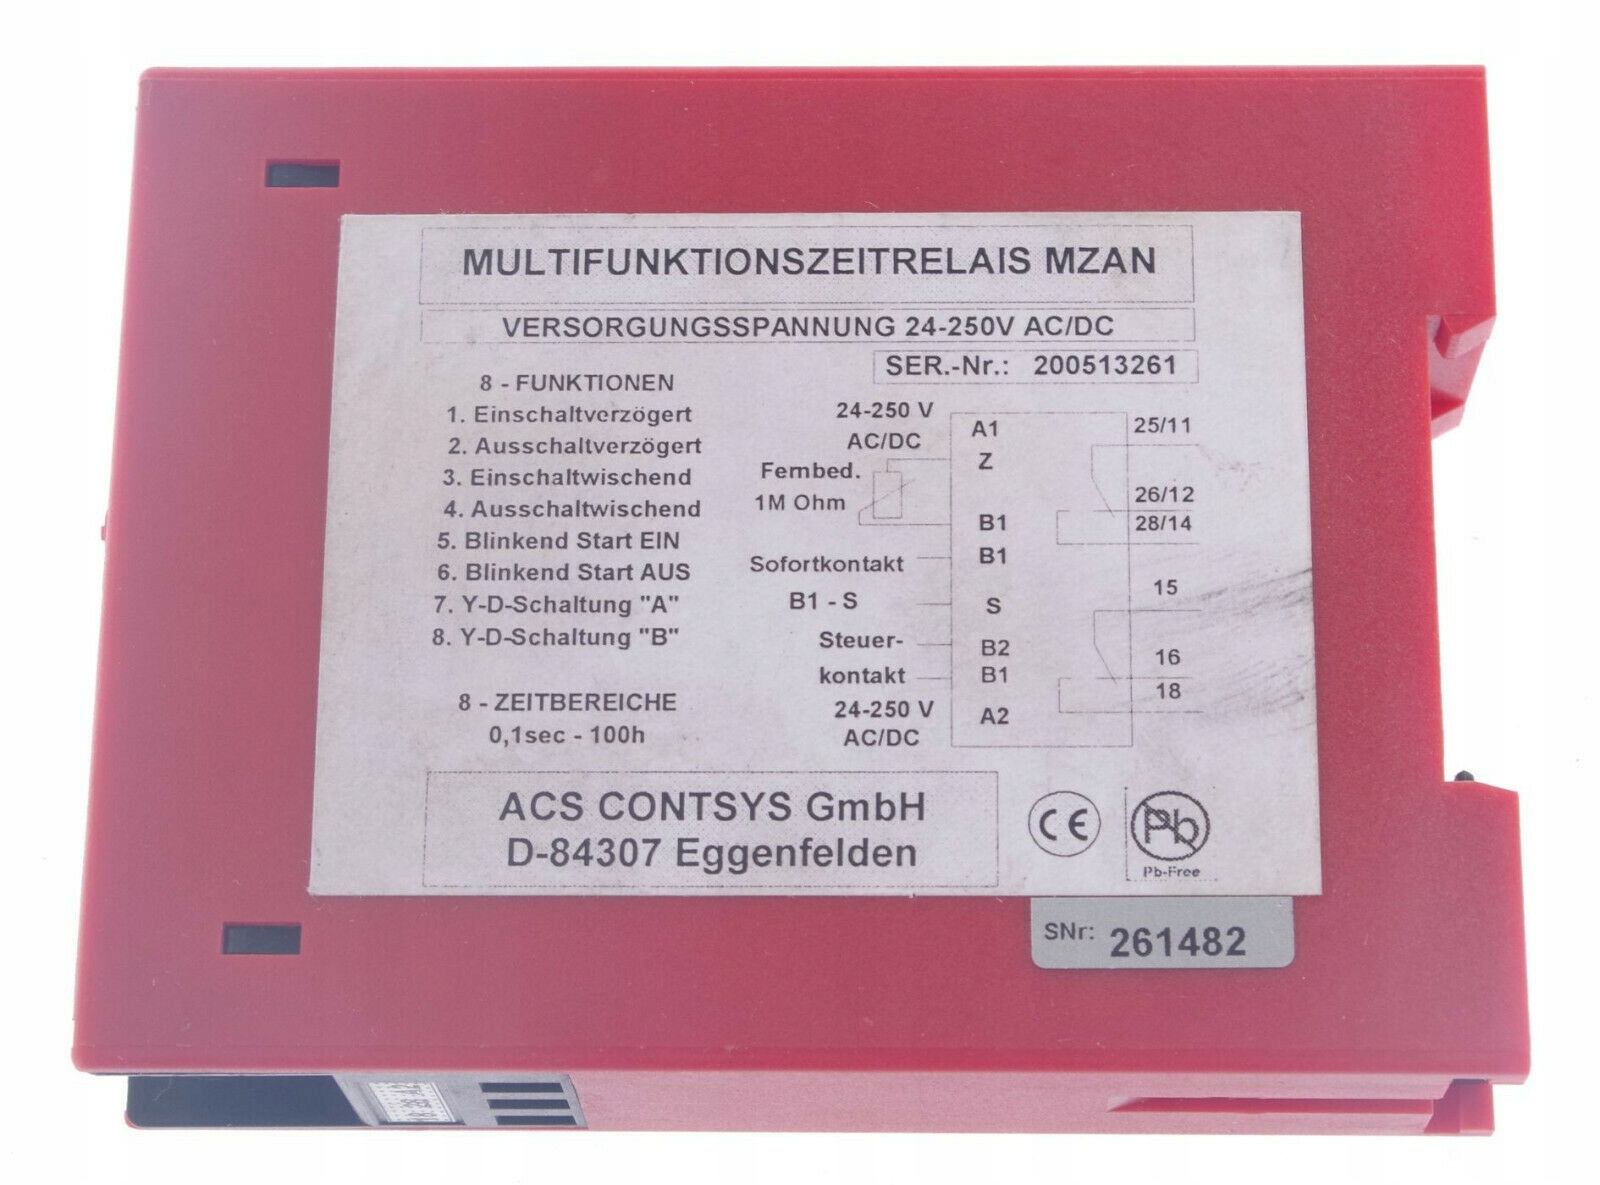 MULTIFUNKTIONSZEITRELAIS MZAN
VERSORGUNGSSPANNUNG 24-250V AC/DC
SER.-Nr.: 200513261
8 - FUNKTIONEN
1. Einschaltverzögert
2. Ausschaltverzögert
3. Einschaltwischend
4. Ausschaltwischend
5. Blinkend Start EIN
6. Blinkend Start AUS
7. Y-D-Schaltung "A"
8. Y-D-Schaltung "B"
8 - ZEITBEREICHE
0,1sec - 100h
24-250 V
AC/DC
Fernbed.
1M Ohm
Sofortkontakt
B1 - S
Steuer-
kontakt
24-250 V
AC/DC
A1
Z
B1
B1
S
B2
B1
A2
25/11
26/12
28/14
15
16
18
ACS CONTSYS GmbH
D-84307 Eggenfelden
CE
Pb
Pb-Free
SNr: 261482
18 28 A2